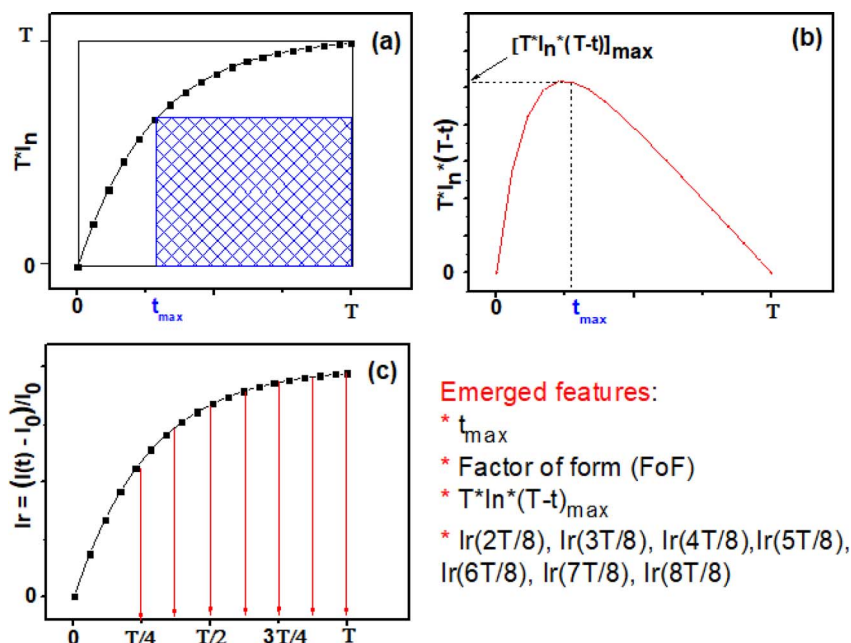 (a)
T
T*In
0
0
tmax
T
(b)
[T*In*(T-t)]max
T*In*(T-t)
0
0
tmax
T
(c)
Ir = (I(t) - I0)/I0
0
0
T/4
T/2
3T/4
T
Emerged features:
* tmax
* Factor of form (FoF)
* T*In*(T-t)max
* Ir(2T/8), Ir(3T/8), Ir(4T/8),Ir(5T/8),
Ir(6T/8), Ir(7T/8), Ir(8T/8)